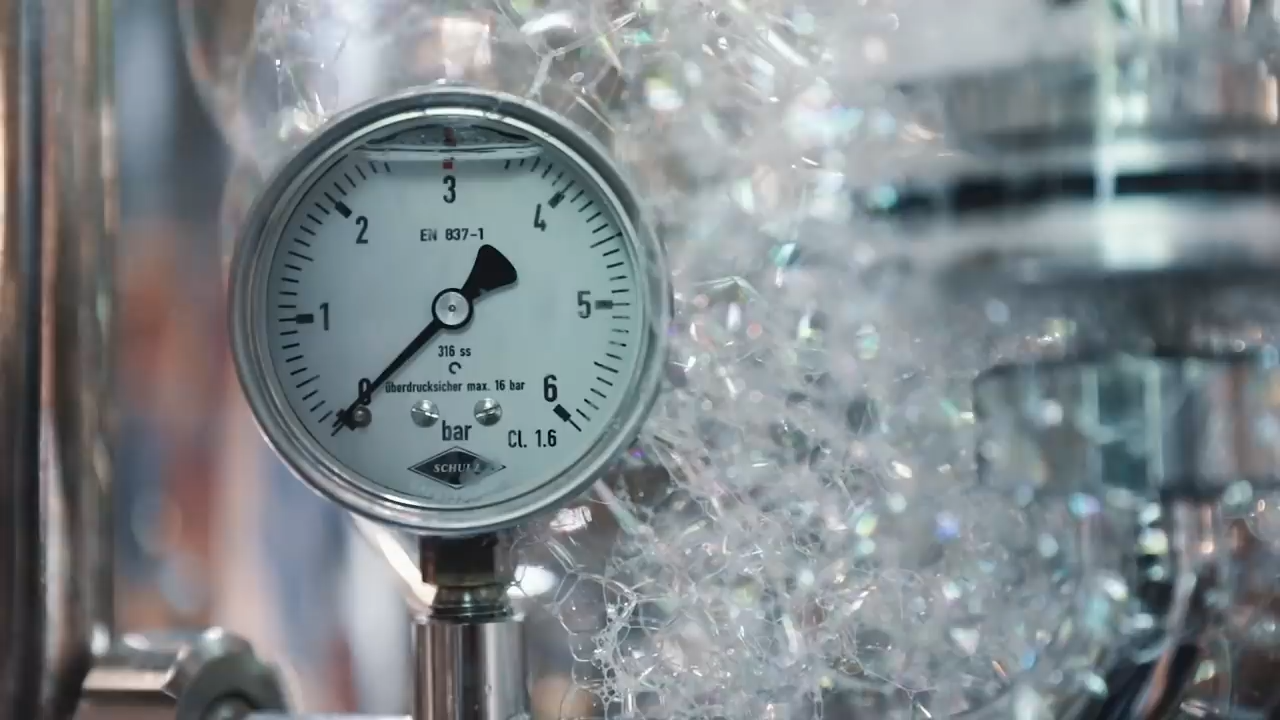 3
2
4
EN 837-1
1
5
316 ss
0
überdrucksicher max. 16 bar
6
bar
Cl. 1.6
SCHULZ